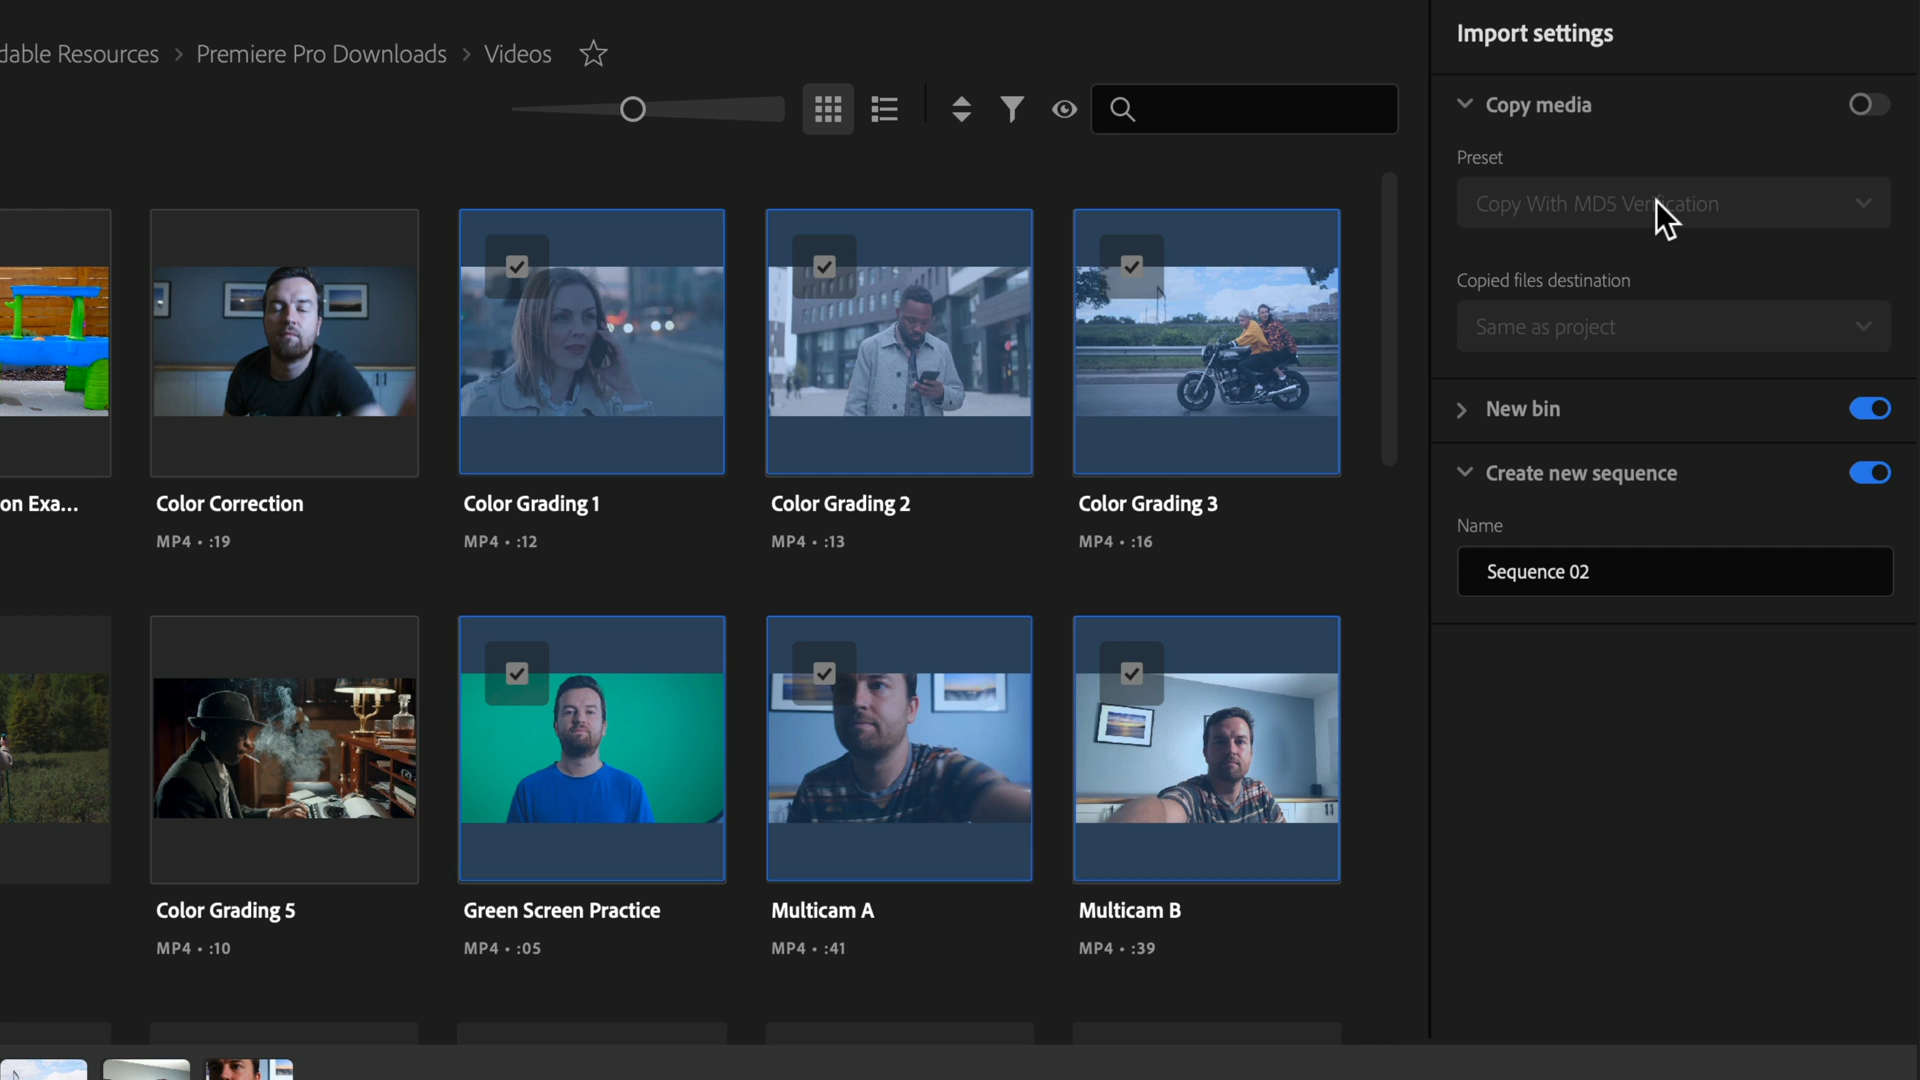 dable Resources > Premiere Pro Downloads > Videos
Import settings
Copy media
Preset
Copy With MD5 Verification
Copied files destination
Same as project
New bin
Create new sequence
Name
Sequence 02
on Exa...
Color Correction
MP4 • :19
Color Grading 1
MP4 • :12
Color Grading 2
MP4 • :13
Color Grading 3
MP4 • :16
Color Grading 5
MP4 • :10
Green Screen Practice
MP4 • :05
Multicam A
MP4 • :41
Multicam B
MP4 • :39